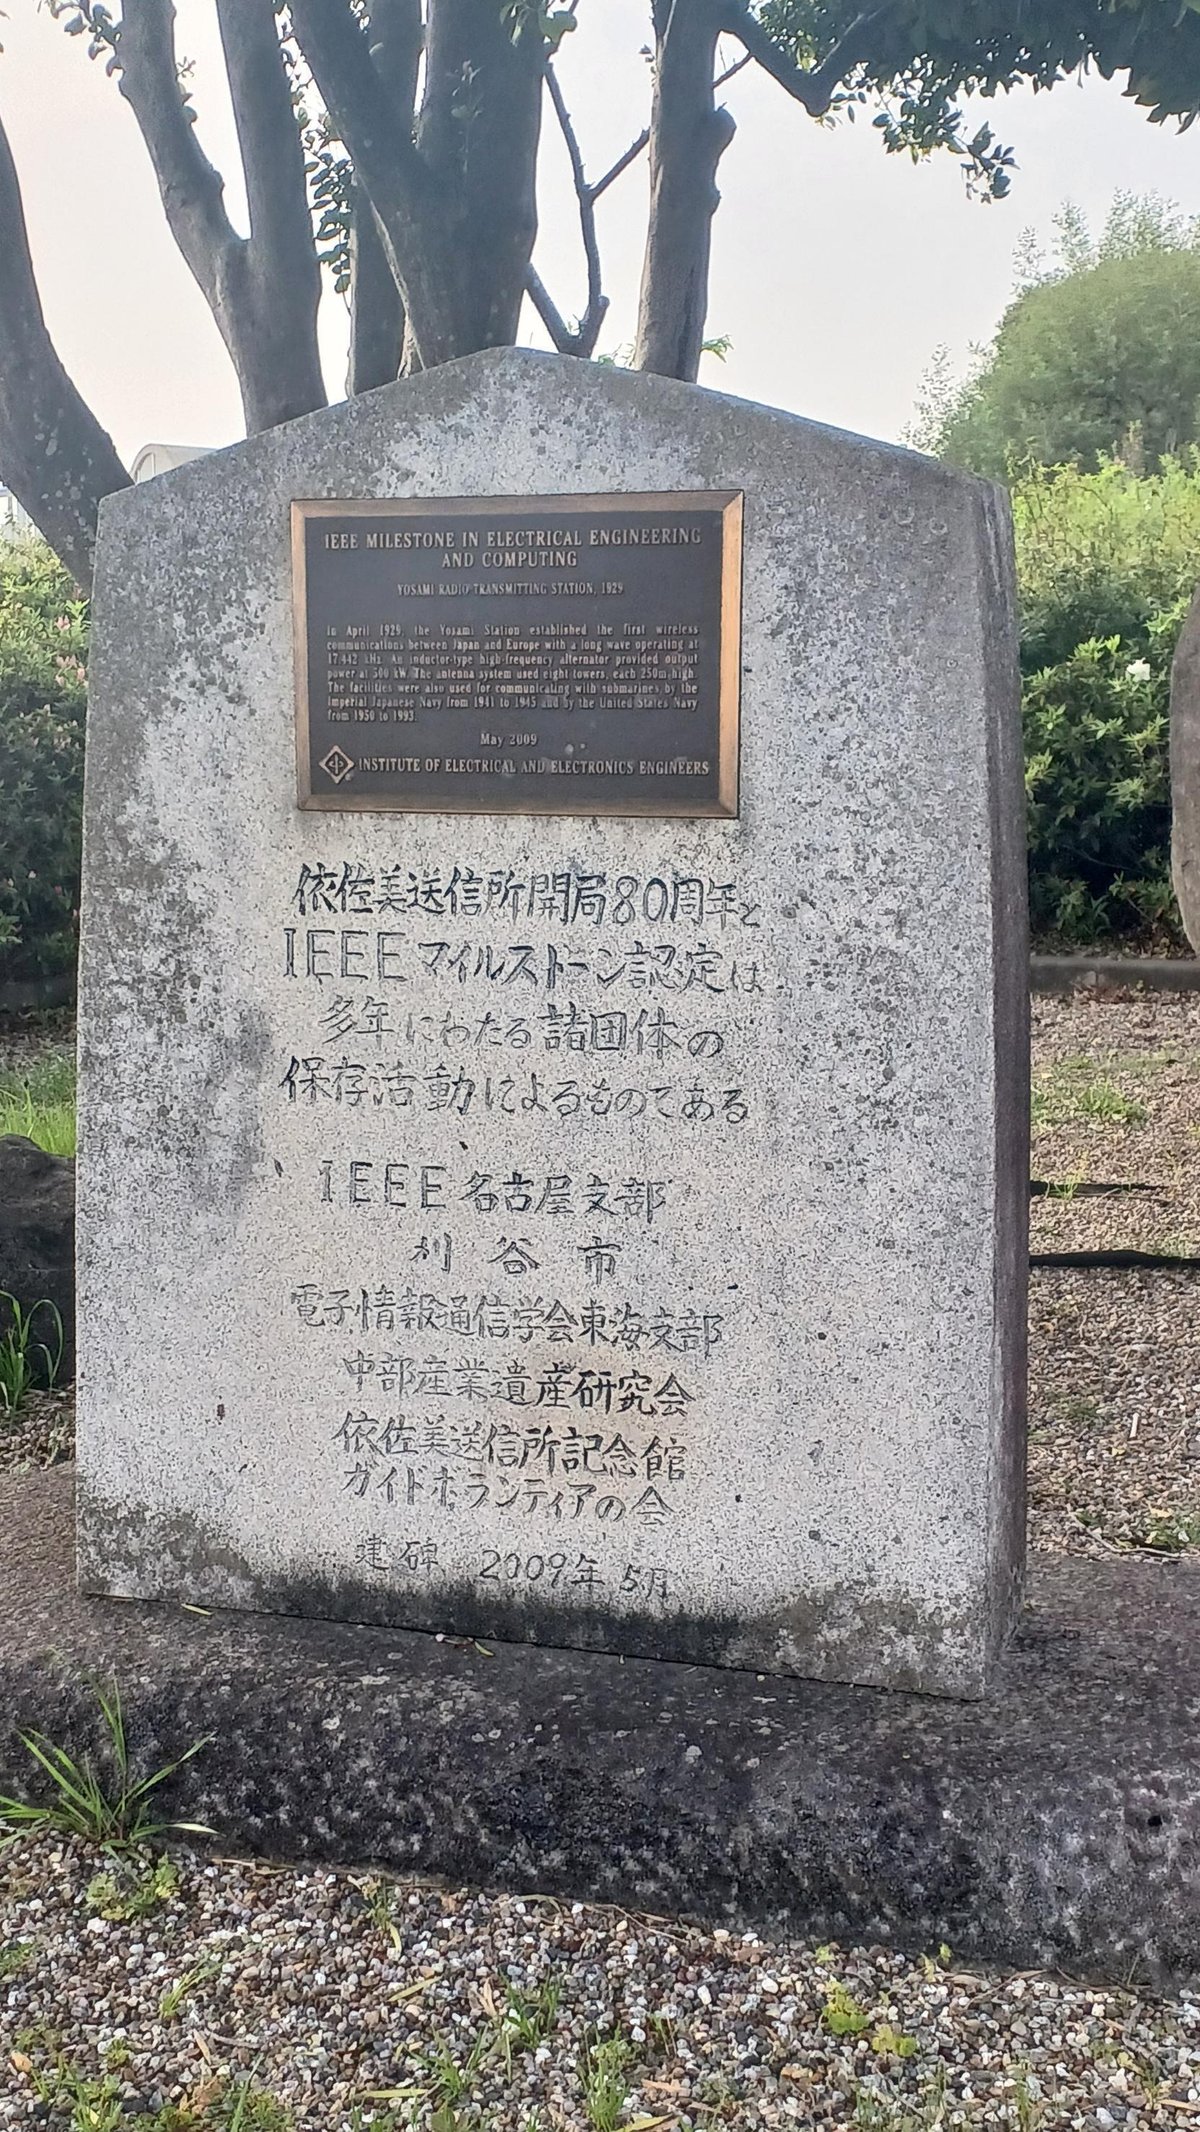 IEEE MILESTONE IN ELECTRICAL ENGINEERING
AND COMPUTING
YOSAMI RADIO TRANSMITTING STATION, 1929
In April 1929, the Yosami Station established the first wireless
communications between Japan and Europe with a long wave operating at
17.442 kHz. An inductor-type high-frequency alternator provided output
power at 500 kW. The antenna system used eight towers, each 250m high.
The facilities were also used for communicating with submarines by the
Imperial Japanese Navy from 1941 to 1945 and by the United States Navy
from 1950 to 1993.
May 2009
INSTITUTE OF ELECTRICAL AND ELECTRONICS ENGINEERS
依佐美送信所開局80周年と
IEEEマイルストーン認定は
多年にわたる諸団体の
保存活動によるものである
IEEE名古屋支部
刈谷市
電子情報通信学会東海支部
中部産業遺産研究会
依佐美送信所記念館
ガイドボランティアの会
建碑 2009年5月